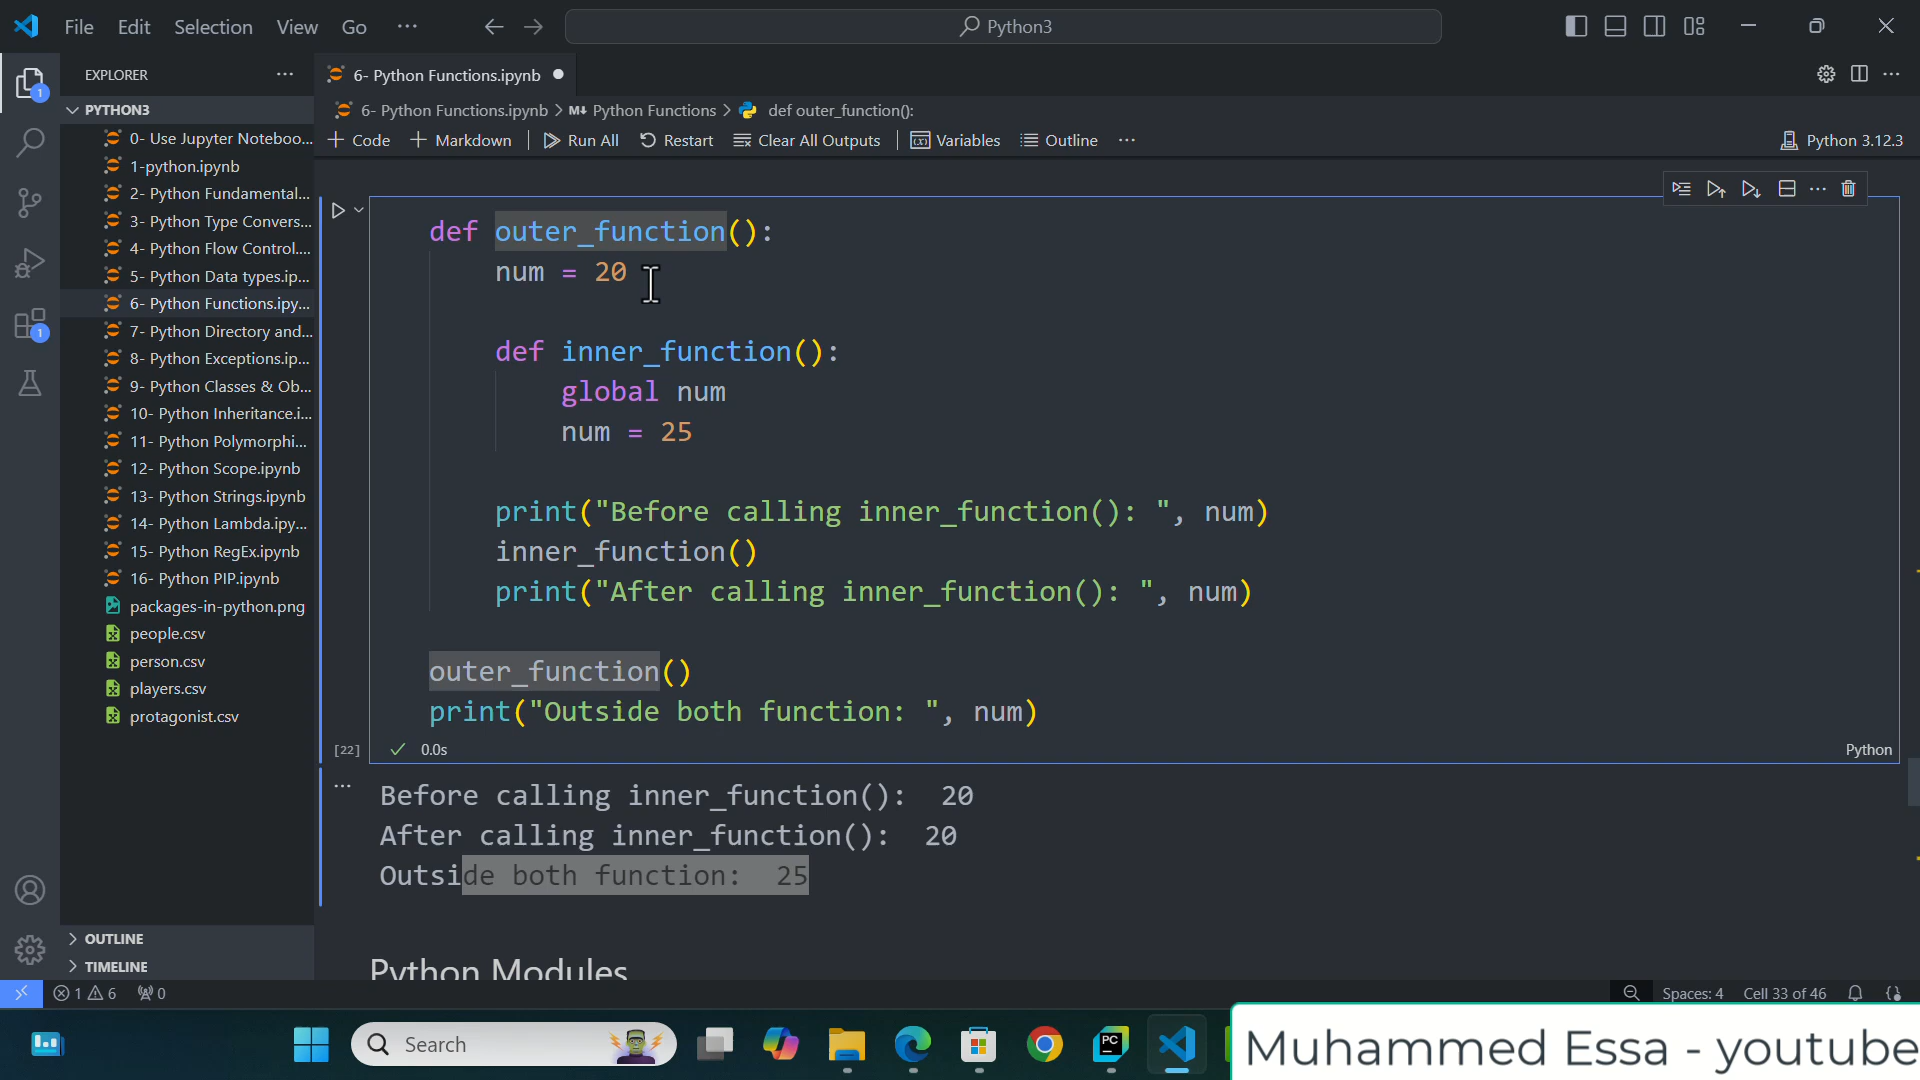 File Edit Selection View Go ··· Python3
EXPLORER ···
6- Python Functions.ipynb
PYTHON3
0- Use Jupyter Noteboo...
1-python.ipynb
2- Python Fundamental...
3- Python Type Convers...
4- Python Flow Control....
5- Python Data types.ip...
6- Python Functions.ipy...
7- Python Directory and...
8- Python Exceptions.ip...
9- Python Classes & Ob...
10- Python Inheritance.i...
11- Python Polymorphi...
12- Python Scope.ipynb
13- Python Strings.ipynb
14- Python Lambda.ipy...
15- Python RegEx.ipynb
16- Python PIP.ipynb
packages-in-python.png
people.csv
person.csv
players.csv
protagonist.csv
OUTLINE
TIMELINE
6- Python Functions.ipynb > M↓ Python Functions > def outer_function():
+ Code + Markdown Run All Restart Clear All Outputs Variables Outline ··· Python 3.12.3
def outer_function():
num = 20
def inner_function():
global num
num = 25
print("Before calling inner_function(): ", num)
inner_function()
print("After calling inner_function(): ", num)
outer_function()
print("Outside both function: ", num)
[22] ✓ 0.0s Python
Before calling inner_function():  20
After calling inner_function():  20
Outside both function:  25
Python Modules
1 6 0 Spaces: 4 Cell 33 of 46
Search
PC
Muhammed Essa - youtube